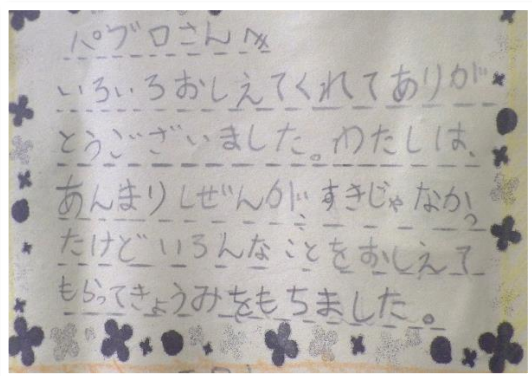 パブロさんへ
いろいろおしえてくれてありが
とうございました。わたしは、
あんまりしぜんが、すきじゃなかっ
たけどいろんなことをおしえて
もらってきょうみをもちました。